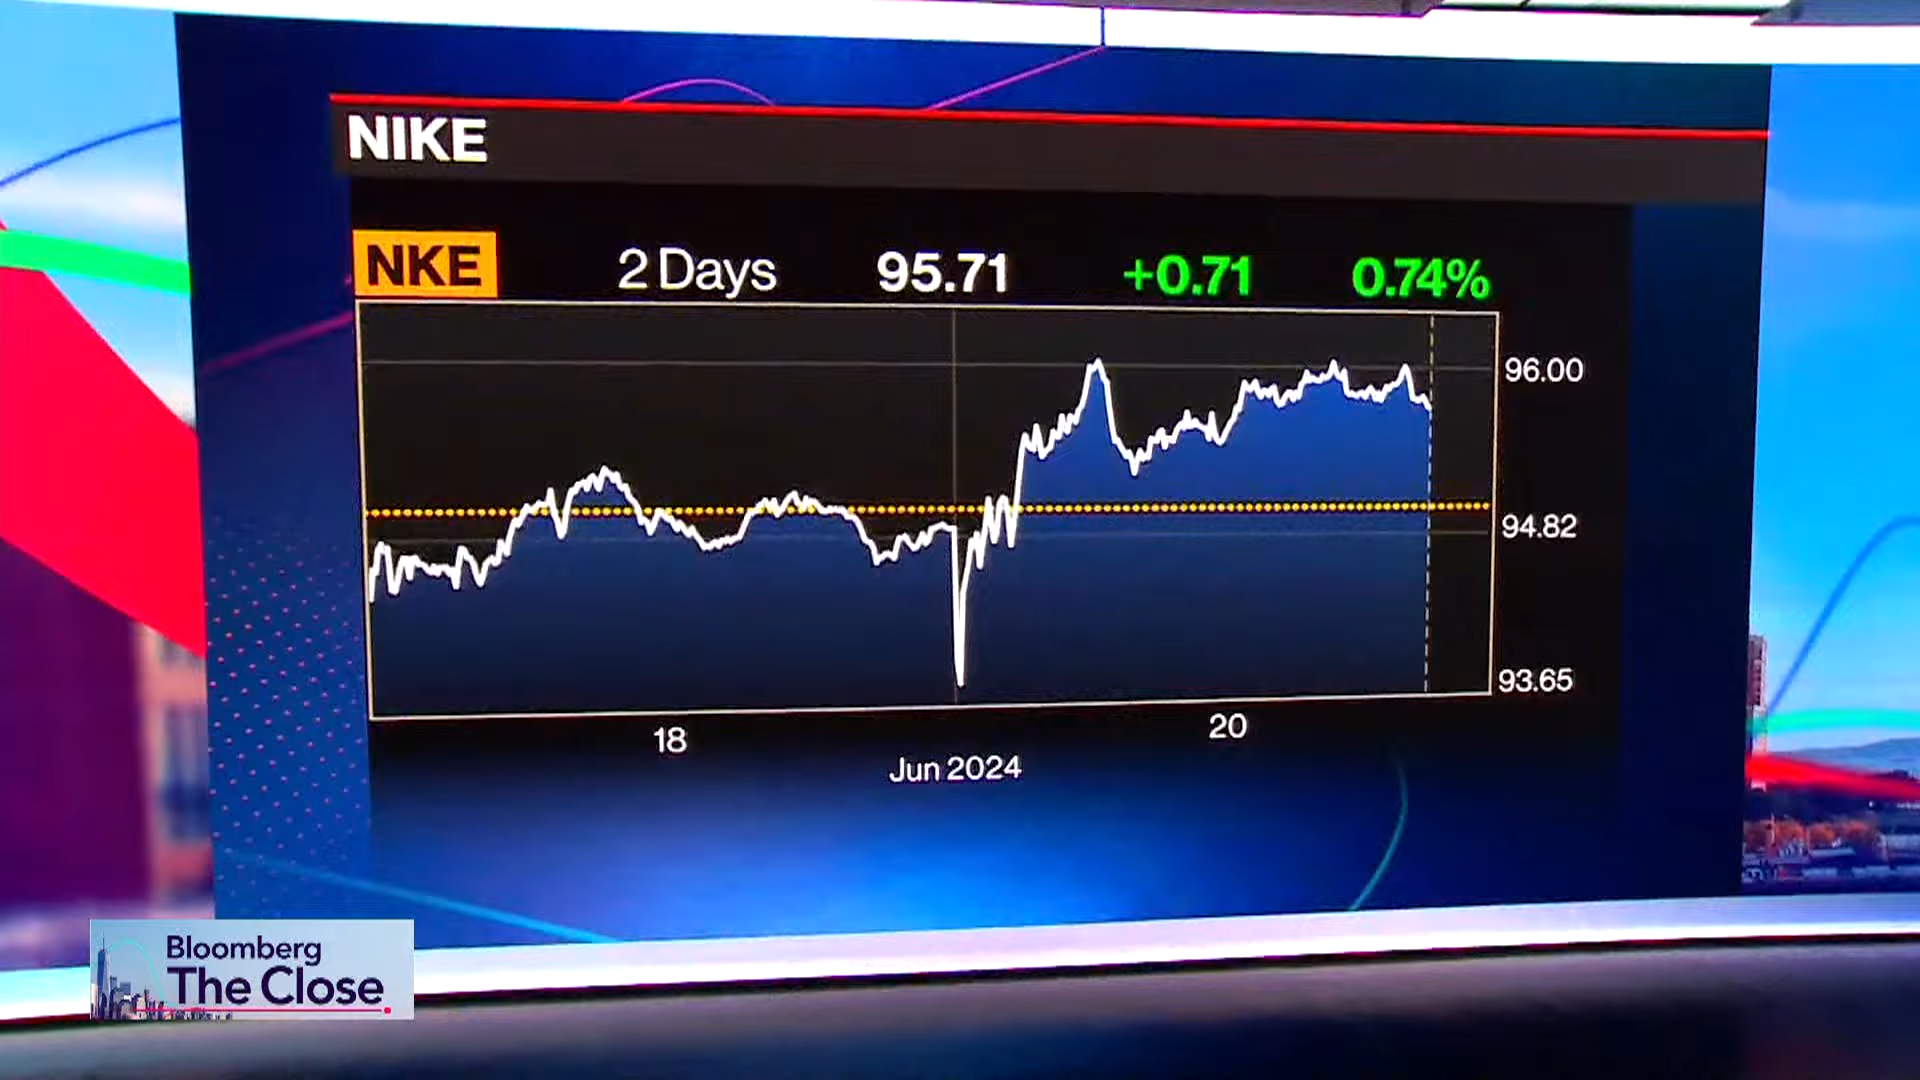 NIKE
NKE 2 Days 95.71 +0.71 0.74%
96.00
94.82
93.65
18 20
Jun 2024
Bloomberg
The Close